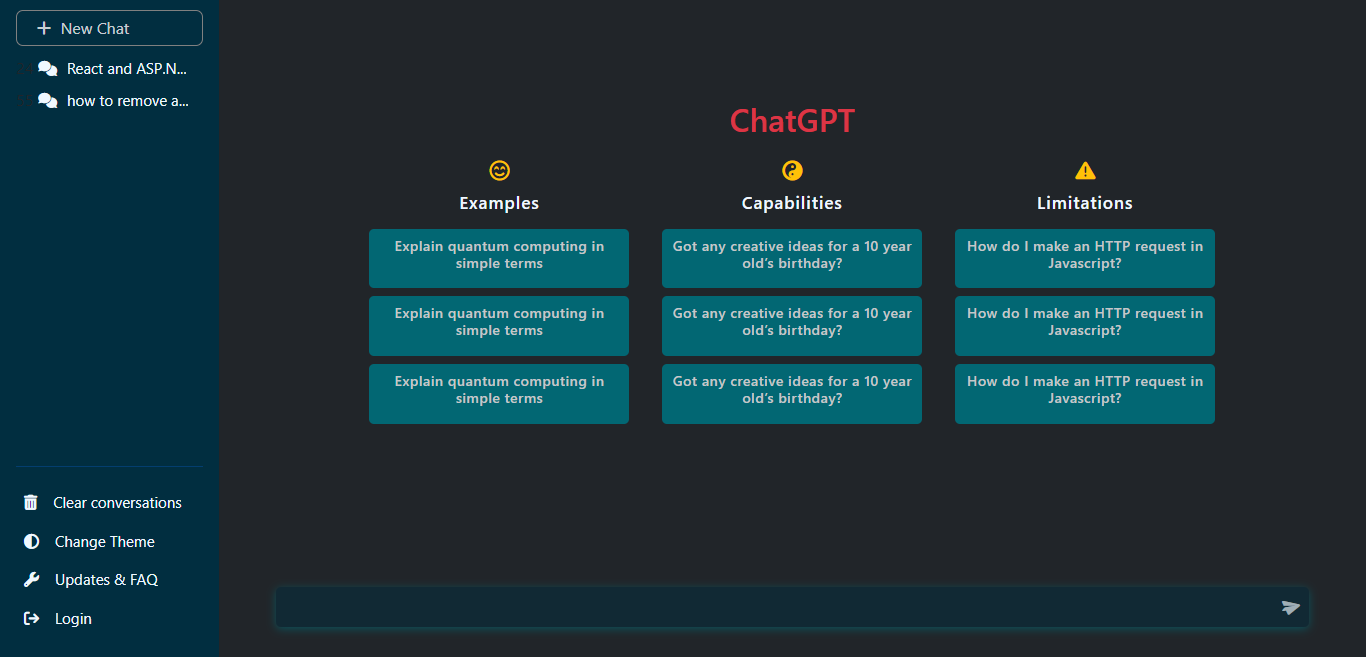 New Chat
React and ASP.N...
how to remove a...
Clear conversations
Change Theme
Updates & FAQ
Login
ChatGPT
Examples
Explain quantum computing in
simple terms
Explain quantum computing in
simple terms
Explain quantum computing in
simple terms
Capabilities
Got any creative ideas for a 10 year
old's birthday?
Got any creative ideas for a 10 year
old's birthday?
Got any creative ideas for a 10 year
old's birthday?
Limitations
How do I make an HTTP request in
Javascript?
How do I make an HTTP request in
Javascript?
How do I make an HTTP request in
Javascript?